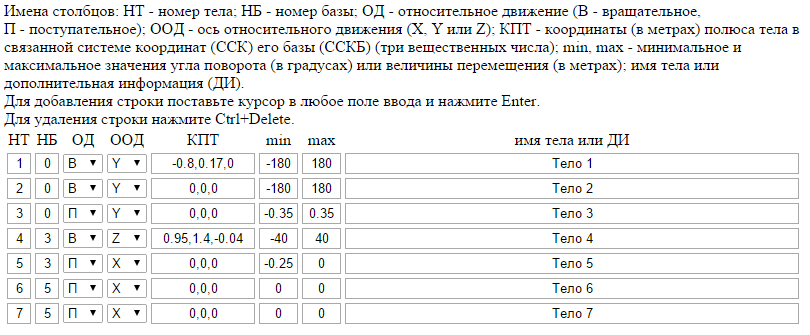 Имена столбцов: НТ - номер тела; НБ - номер базы; ОД - относительное движение (В - вращательное,
П - поступательное); ООД - ось относительного движения (X, Y или Z); КПТ - координаты (в метрах) полюса тела в
связанной системе координат (ССК) его базы (ССКБ) (три вещественных числа); min, max - минимальное и
максимальное значения угла поворота (в градусах) или величины перемещения (в метрах); имя тела или
дополнительная информация (ДИ).
Для добавления строки поставьте курсор в любое поле ввода и нажмите Enter.
Для удаления строки нажмите Ctrl+Delete.
НТ НБ ОД ООД КПТ min max имя тела или ДИ
1 0 В Y -0.8,0.17,0 -180 180 Тело 1
2 0 В Y 0,0,0 -180 180 Тело 2
3 0 П Y 0,0,0 -0.35 0.35 Тело 3
4 3 В Z 0.95,1.4,-0.04 -40 40 Тело 4
5 3 П X 0,0,0 -0.25 0 Тело 5
6 5 П X 0,0,0 0 0 Тело 6
7 5 П X 0,0,0 0 0 Тело 7